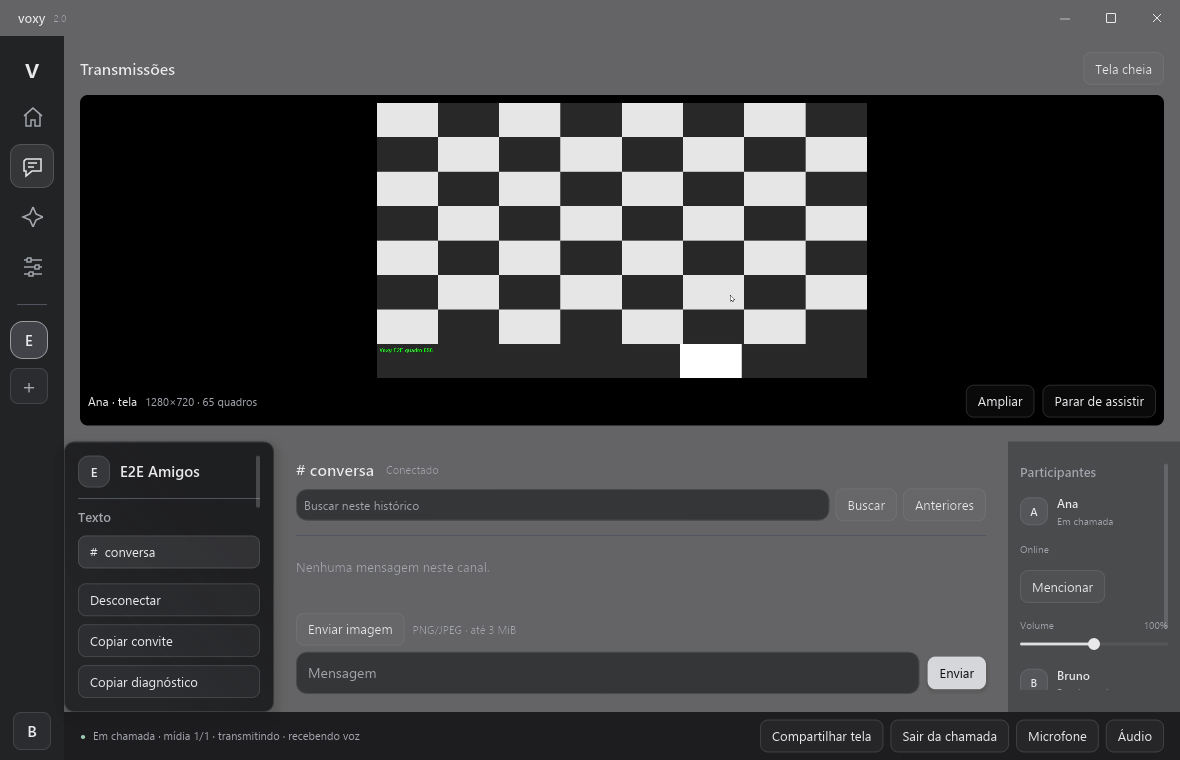 voxy 2.0
V
Transmissões
Tela cheia
Ana · tela 1280×720 · 65 quadros
Ampliar
Parar de assistir
E
+
E E2E Amigos
Texto
# conversa
Desconectar
Copiar convite
Copiar diagnóstico
# conversa Conectado
Buscar neste histórico
Buscar
Anteriores
Nenhuma mensagem neste canal.
Enviar imagem
PNG/JPEG · até 3 MiB
Mensagem
Enviar
Participantes
A Ana
Em chamada
Online
Mencionar
Volume 100%
B Bruno
B
Em chamada · mídia 1/1 · transmitindo · recebendo voz
Compartilhar tela
Sair da chamada
Microfone
Áudio